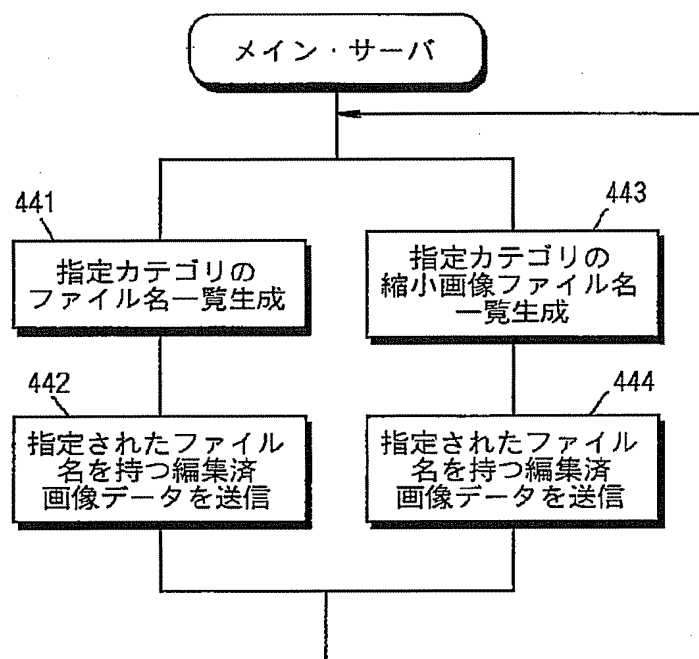 メイン・サーバ
441
指定カテゴリの
ファイル名一覧生成
443
指定カテゴリの
縮小画像ファイル名
一覧生成
442
指定されたファイル
名を持つ編集済
画像データを送信
444
指定されたファイル
名を持つ編集済
画像データを送信